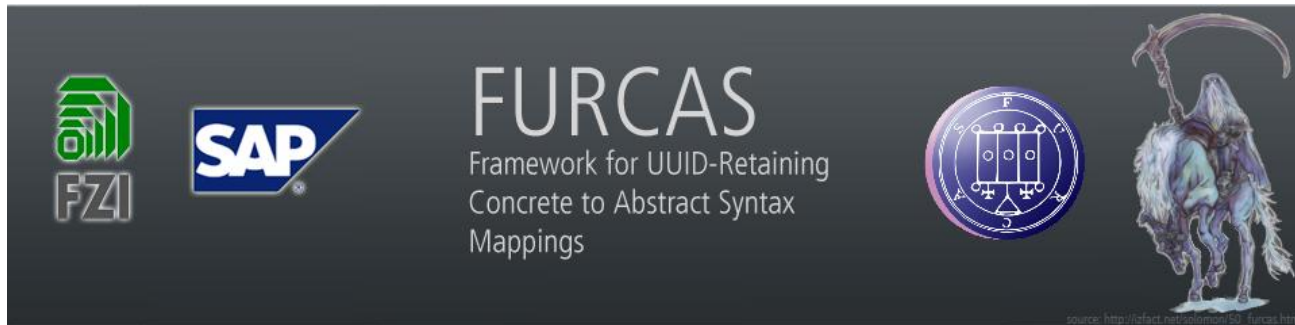 FZI
SAP
®
FURCAS
Framework for UUID-Retaining
Concrete to Abstract Syntax
Mappings
F U R C A S
source: http://izfact.net/solomon/50_furcas.htm